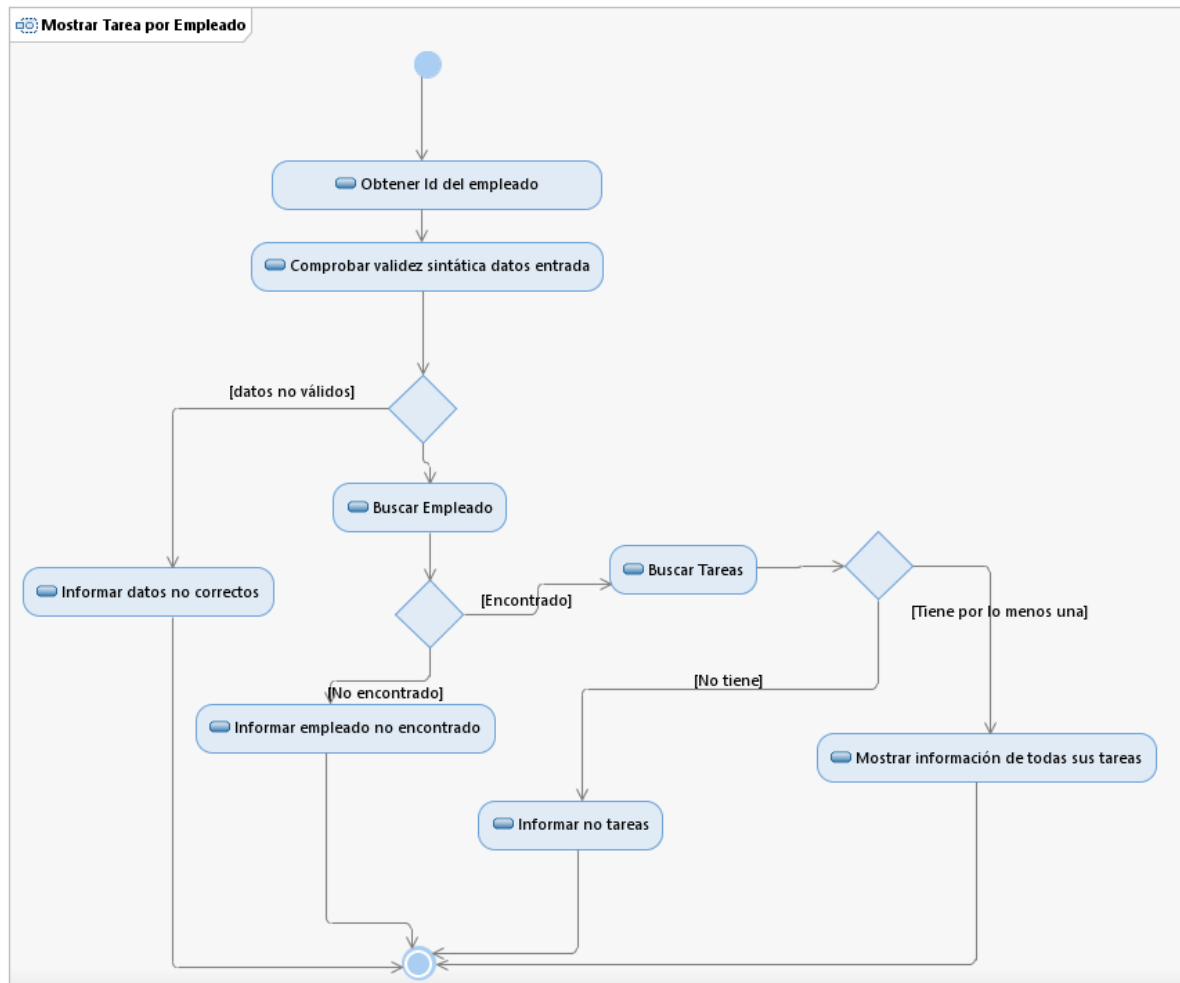 Mostrar Tarea por Empleado
Obtener Id del empleado
Comprobar validez sintática datos entrada
[datos no válidos]
Buscar Empleado
Buscar Tareas
Informar datos no correctos
[Encontrado]
[Tiene por lo menos una]
[No tiene]
[No encontrado]
Informar empleado no encontrado
Mostrar información de todas sus tareas
Informar no tareas